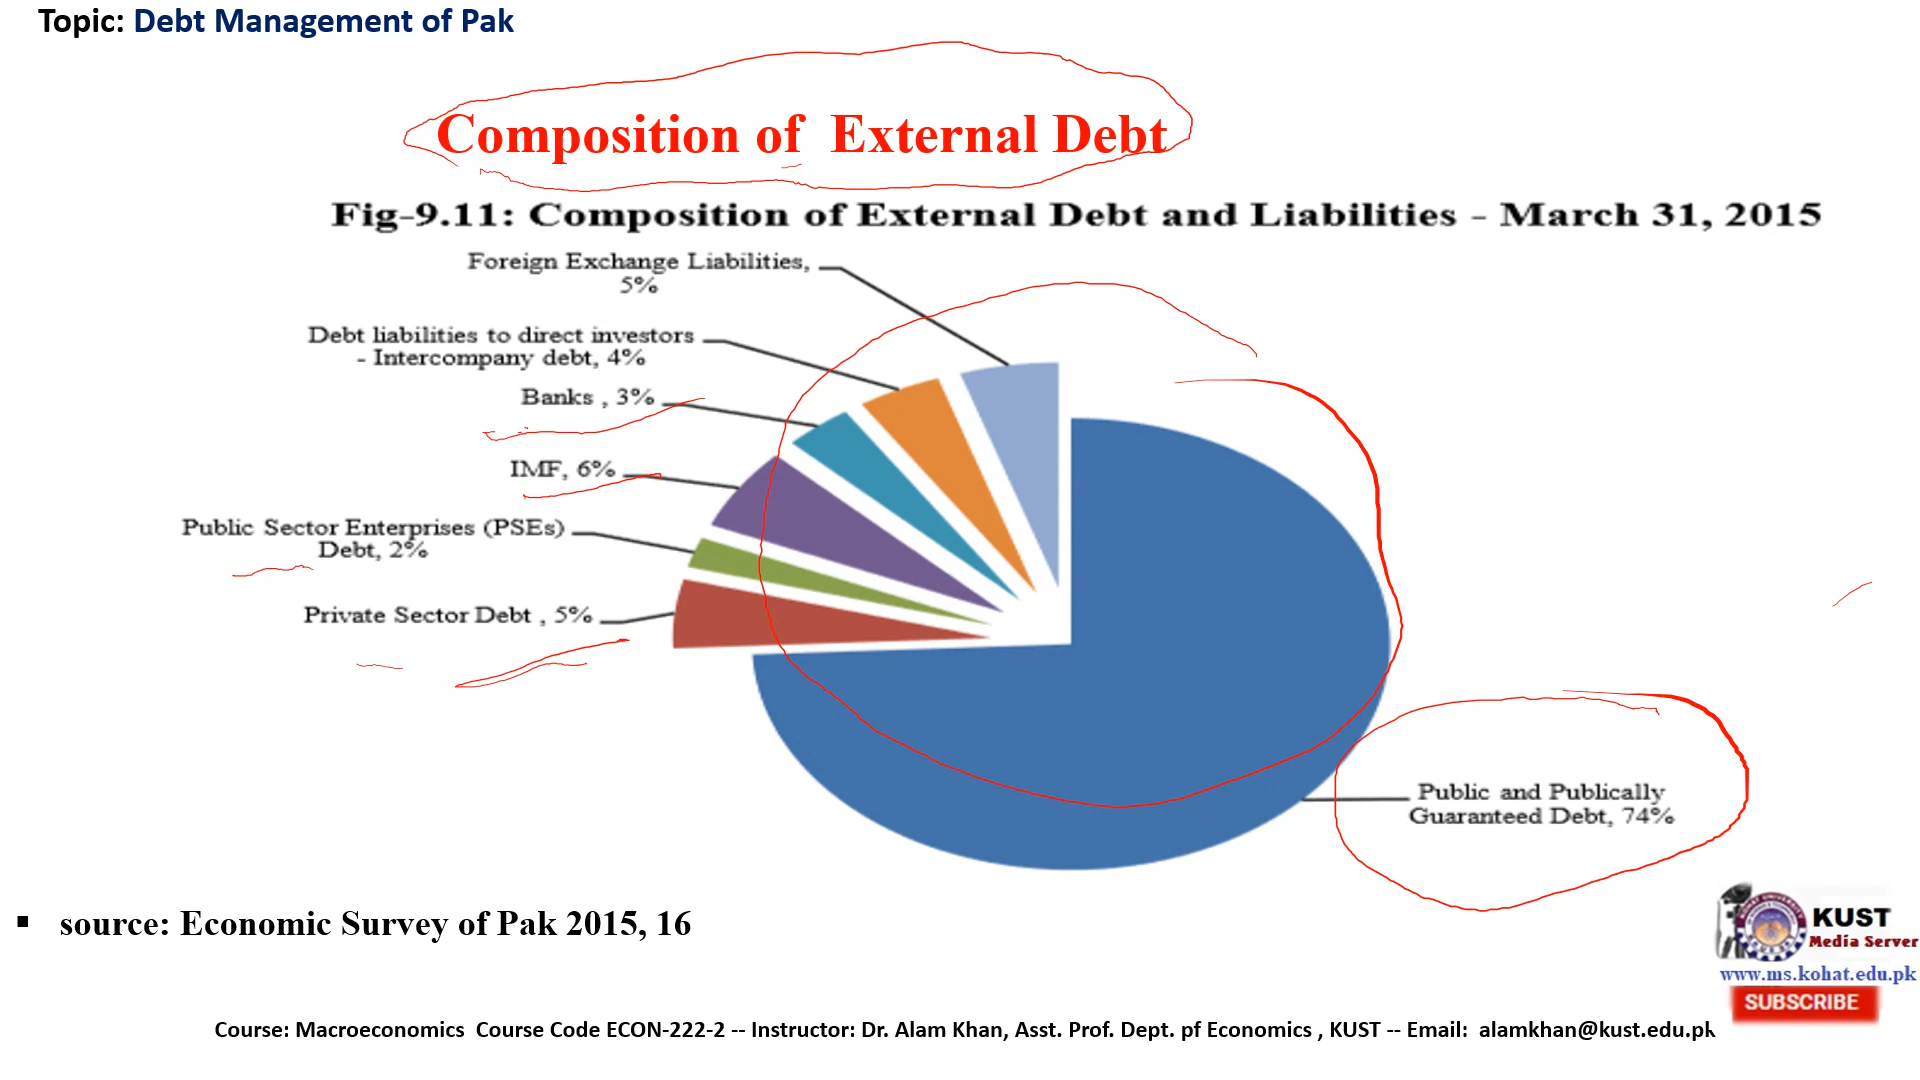 Topic: Debt Management of Pak
Composition of External Debt
Fig-9.11: Composition of External Debt and Liabilities - March 31, 2015
Foreign Exchange Liabilities,
5%
Debt liabilities to direct investors
- Intercompany debt, 4%
Banks , 3%
IMF, 6%
Public Sector Enterprises (PSEs)
Debt, 2%
Private Sector Debt , 5%
Public and Publically
Guaranteed Debt, 74%
▪ source: Economic Survey of Pak 2015, 16
KUST
Media Server
www.ms.kohat.edu.pk
SUBSCRIBE
Course: Macroeconomics Course Code ECON-222-2 -- Instructor: Dr. Alam Khan, Asst. Prof. Dept. pf Economics , KUST -- Email: alamkhan@kust.edu.pk